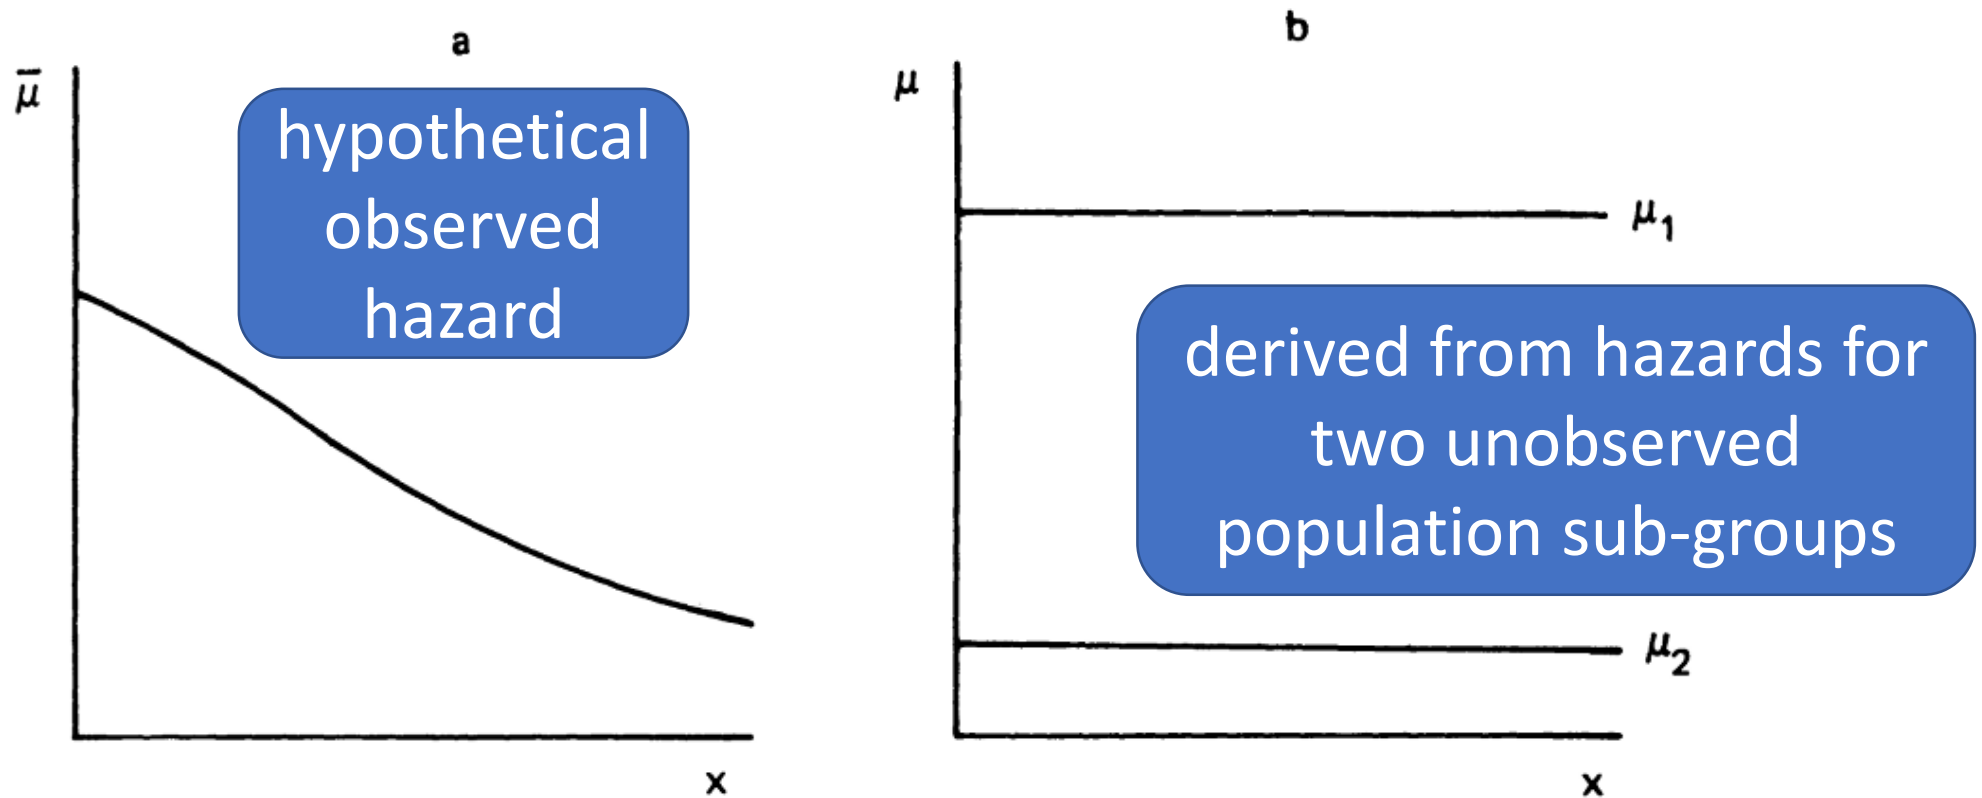 a
μ̄
hypothetical
observed
hazard
x
b
μ
μ₁
derived from hazards for
two unobserved
population sub-groups
μ₂
x